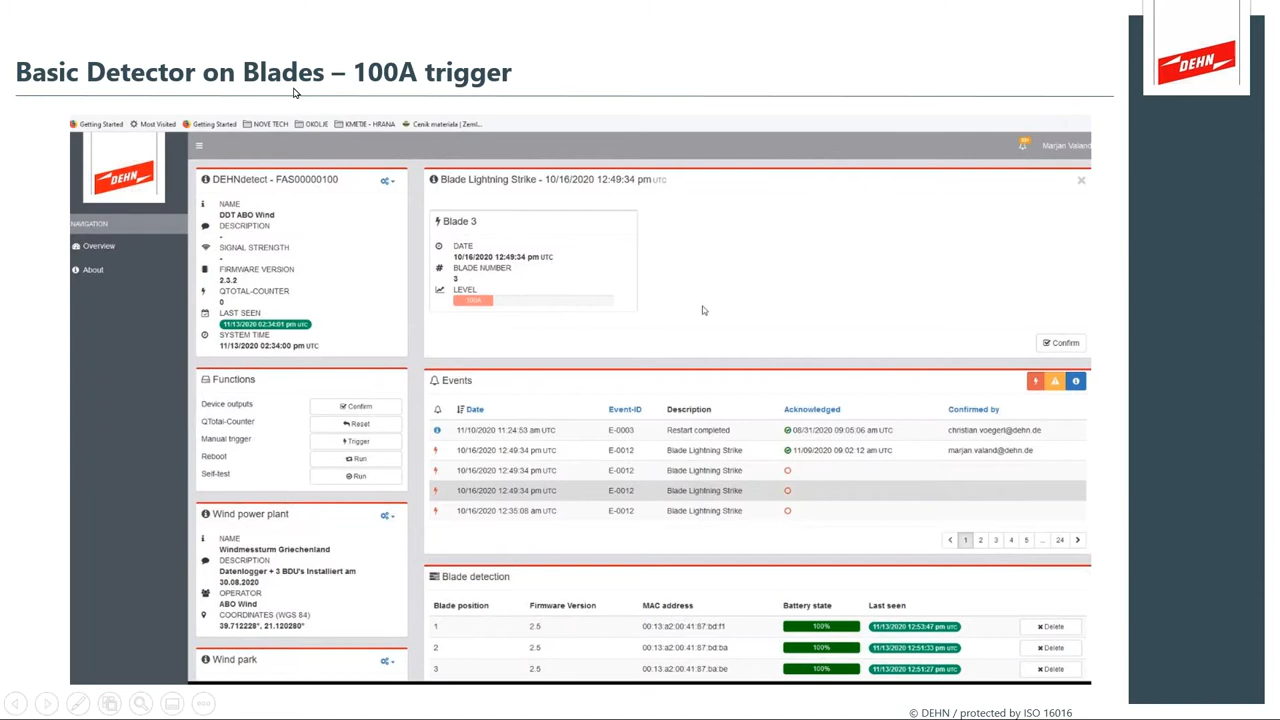 Basic Detector on Blades – 100A trigger
DEHN
Getting Started Most Visited Getting Started NOVE TECH OKOLJE KMETJE - HRANA Cenik materiala | Zeml...
DEHN
Marjan Valand
NAVIGATION
Overview
About
DEHNdetect - FAS00000100
NAME
DDT ABO Wind
DESCRIPTION
-
SIGNAL STRENGTH
-
FIRMWARE VERSION
2.3.2
QTOTAL-COUNTER
0
LAST SEEN
11/13/2020 02:34:01 pm UTC
SYSTEM TIME
11/13/2020 02:34:00 pm UTC
Blade Lightning Strike - 10/16/2020 12:49:34 pm UTC
Blade 3
DATE
10/16/2020 12:49:34 pm UTC
BLADE NUMBER
3
LEVEL
100A
Confirm
Functions
Device outputs Confirm
QTotal-Counter Reset
Manual trigger Trigger
Reboot Run
Self-test Run
Events
Date Event-ID Description Acknowledged Confirmed by
11/10/2020 11:24:53 am UTC E-0003 Restart completed 08/31/2020 09:05:06 am UTC christian.voegerl@dehn.de
10/16/2020 12:49:34 pm UTC E-0012 Blade Lightning Strike 11/09/2020 09:02:12 am UTC marjan.valand@dehn.de
10/16/2020 12:49:34 pm UTC E-0012 Blade Lightning Strike
10/16/2020 12:49:34 pm UTC E-0012 Blade Lightning Strike
10/16/2020 12:35:08 am UTC E-0012 Blade Lightning Strike
1 2 3 4 5 ... 24
Wind power plant
NAME
Windmessturm Griechenland
DESCRIPTION
Datenlogger + 3 BDU's Installiert am
30.08.2020
OPERATOR
ABO Wind
COORDINATES (WGS 84)
39.712228°, 21.120280°
Wind park
Blade detection
Blade position Firmware Version MAC address Battery state Last seen
1 2.5 00:13:a2:00:41:87:bd:f1 100% 11/13/2020 12:53:47 pm UTC Delete
2 2.5 00:13:a2:00:41:87:bd:ba 100% 11/13/2020 12:51:33 pm UTC Delete
3 2.5 00:13:a2:00:41:87:ba:be 100% 11/13/2020 12:51:27 pm UTC Delete
© DEHN / protected by ISO 16016